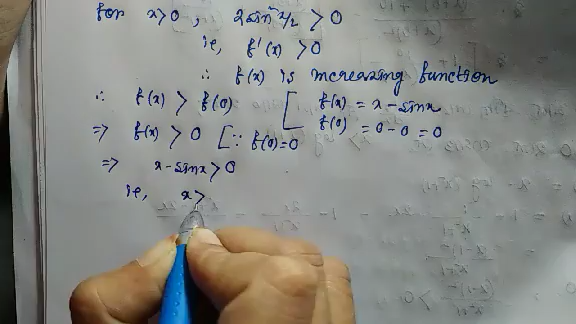 for x>0, 2sin² x/2 > 0
ie, f'(x) > 0
∴ f(x) is increasing function
∴ f(x) > f(0) [ f(x) = x - sinx
f(0) = 0 - 0 = 0
=> f(x) > 0 [∵ f(0)=0
=> x - sinx > 0
ie, x >